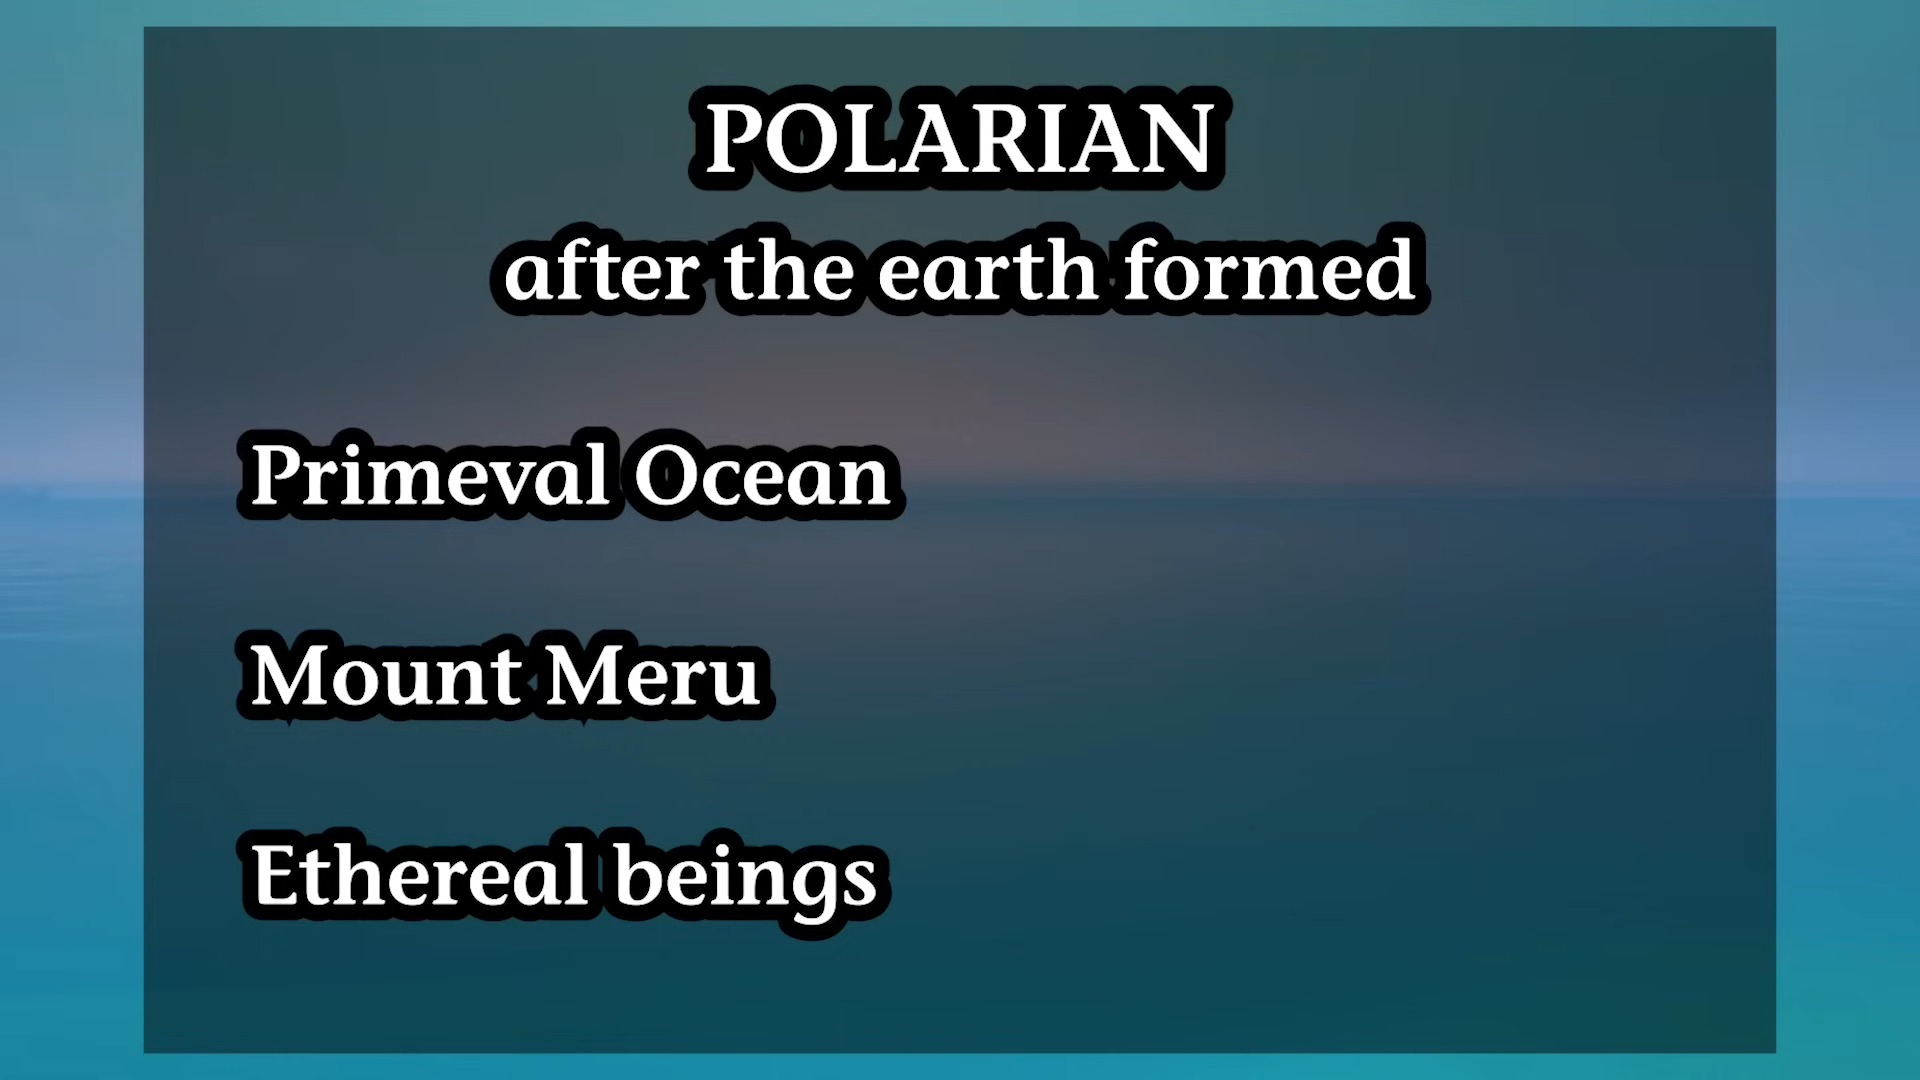 POLARIAN
after the earth formed
Primeval Ocean
Mount Meru
Ethereal beings